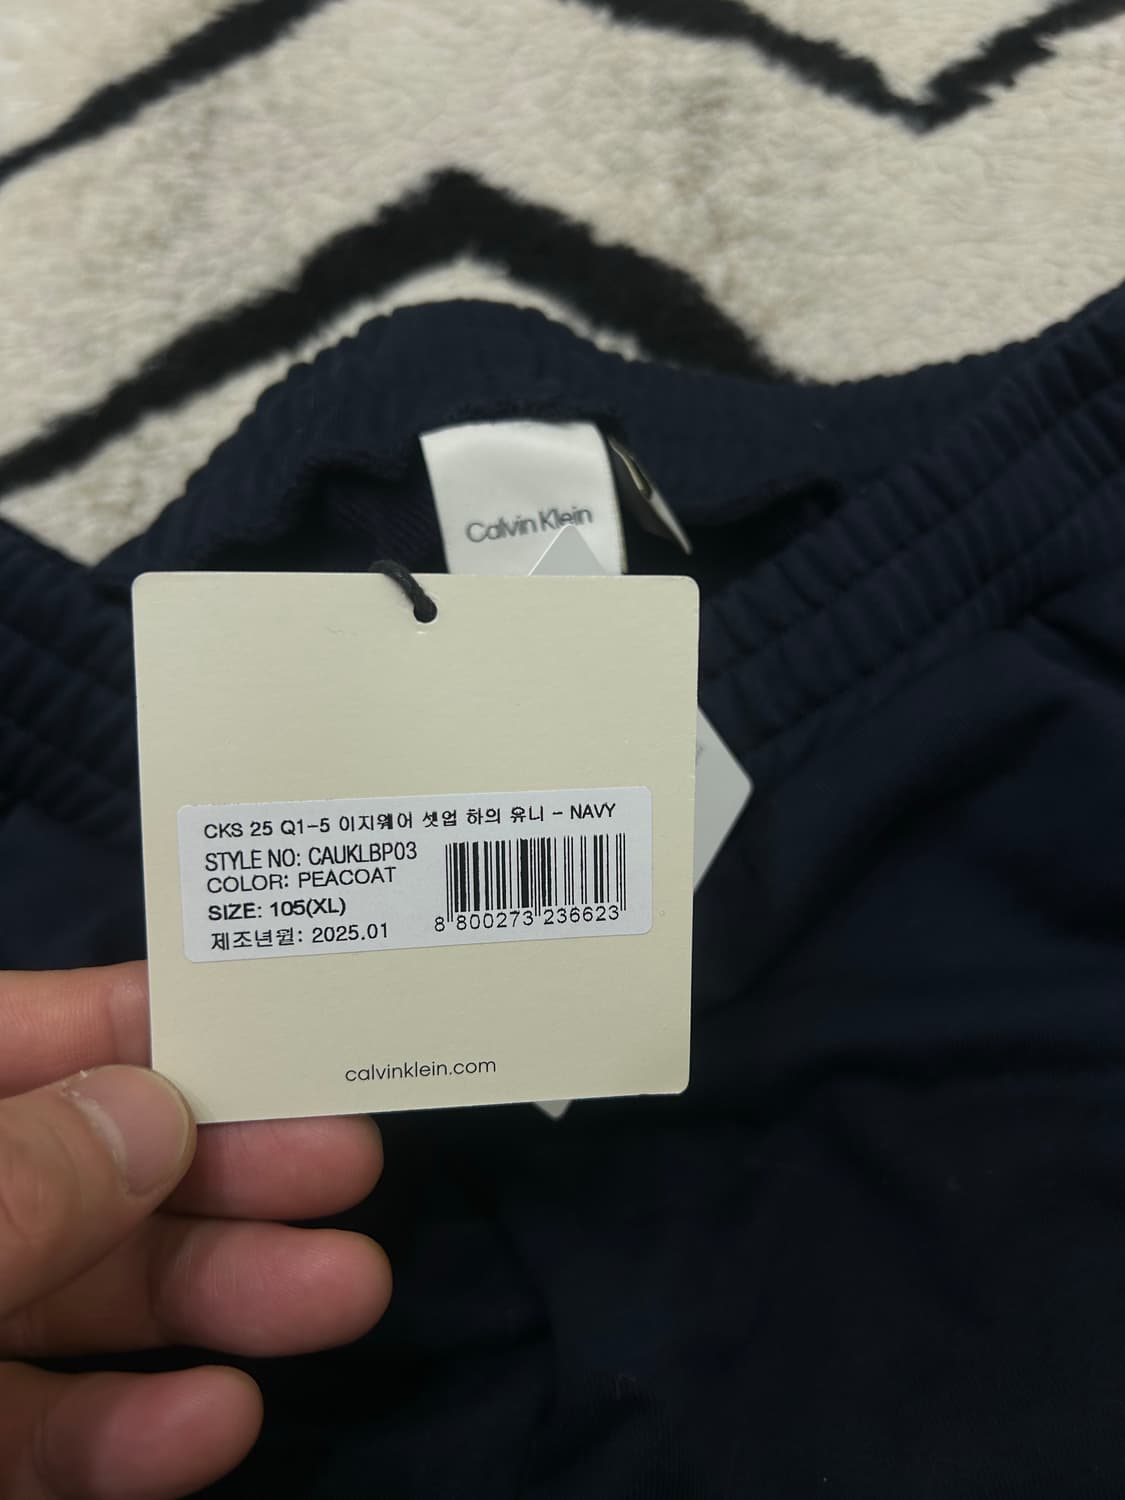 Calvin Klein
CKS 25 Q1-5 이지웨어 셋업 하의 유니 - NAVY
STYLE NO: CAUKLBP03
COLOR: PEACOAT
SIZE: 105(XL)
제조년월: 2025.01
8 800273 236623
calvinklein.com